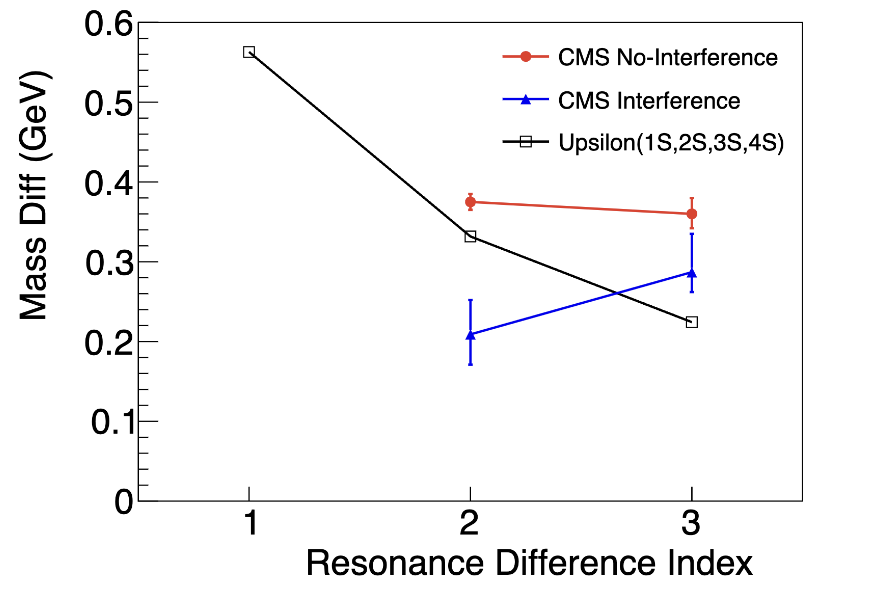 0.6
0.5
0.4
0.3
0.2
0.1
0
Mass Diff (GeV)
CMS No-Interference
CMS Interference
Upsilon(1S,2S,3S,4S)
1 2 3
Resonance Difference Index